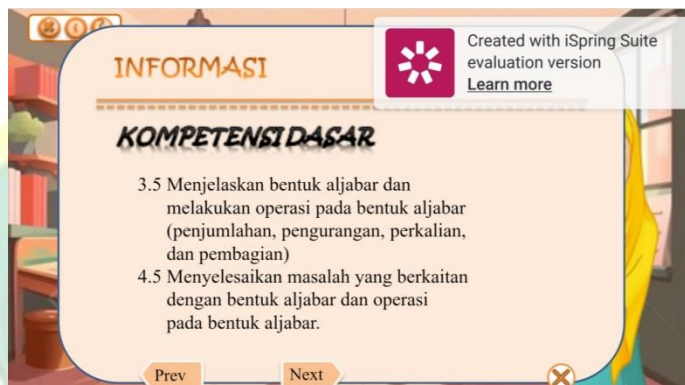 INFORMASI
Created with iSpring Suite
evaluation version
Learn more
KOMPETENSI DASAR
3.5 Menjelaskan bentuk aljabar dan
melakukan operasi pada bentuk aljabar
(penjumlahan, pengurangan, perkalian,
dan pembagian)
4.5 Menyelesaikan masalah yang berkaitan
dengan bentuk aljabar dan operasi
pada bentuk aljabar.
Prev
Next